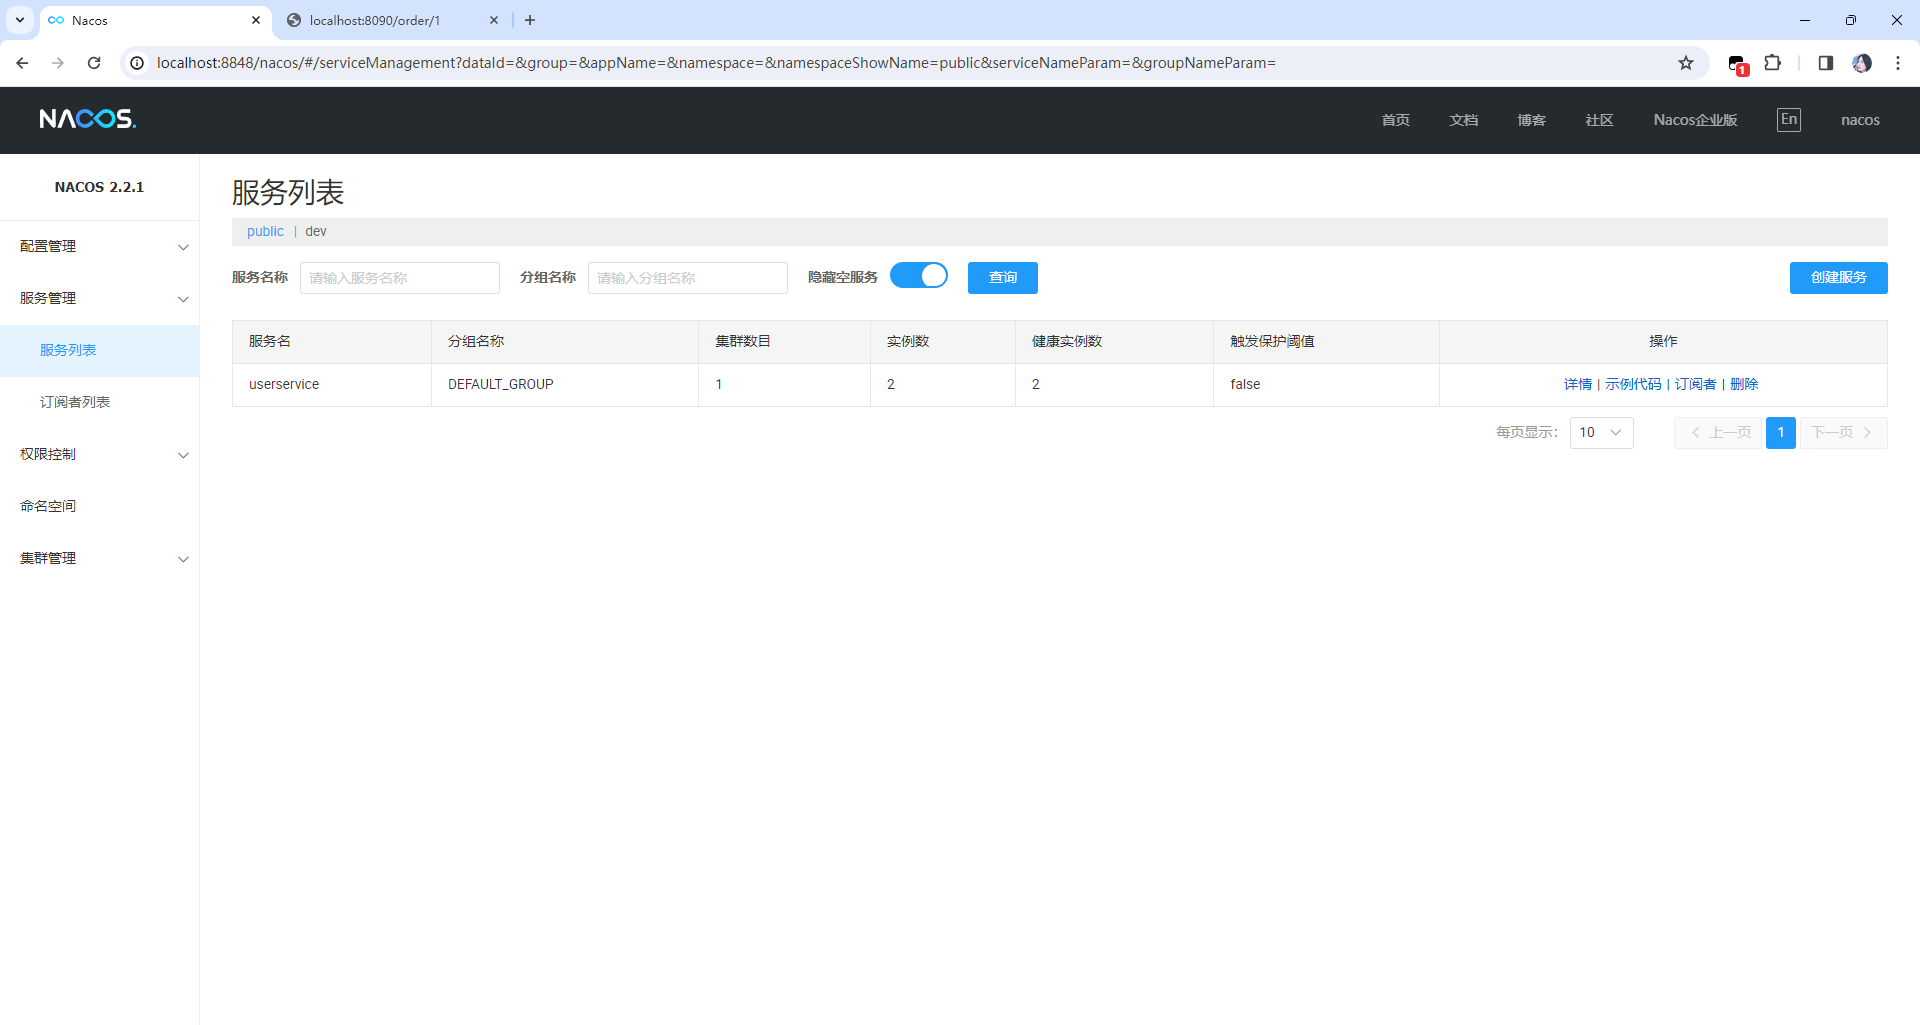 Nacos
localhost:8090/order/1
localhost:8848/nacos/#/serviceManagement?dataId=&group=&appName=&namespace=&namespaceShowName=public&serviceNameParam=&groupNameParam=
1
NACOS.
首页 文档 博客 社区 Nacos企业版 En nacos
NACOS 2.2.1
配置管理
服务管理
服务列表
订阅者列表
权限控制
命名空间
集群管理
服务列表
public | dev
服务名称 请输入服务名称 分组名称 请输入分组名称 隐藏空服务 查询 创建服务
服务名 分组名称 集群数目 实例数 健康实例数 触发保护阈值 操作
userservice DEFAULT_GROUP 1 2 2 false 详情 | 示例代码 | 订阅者 | 删除
每页显示: 10 上一页 1 下一页